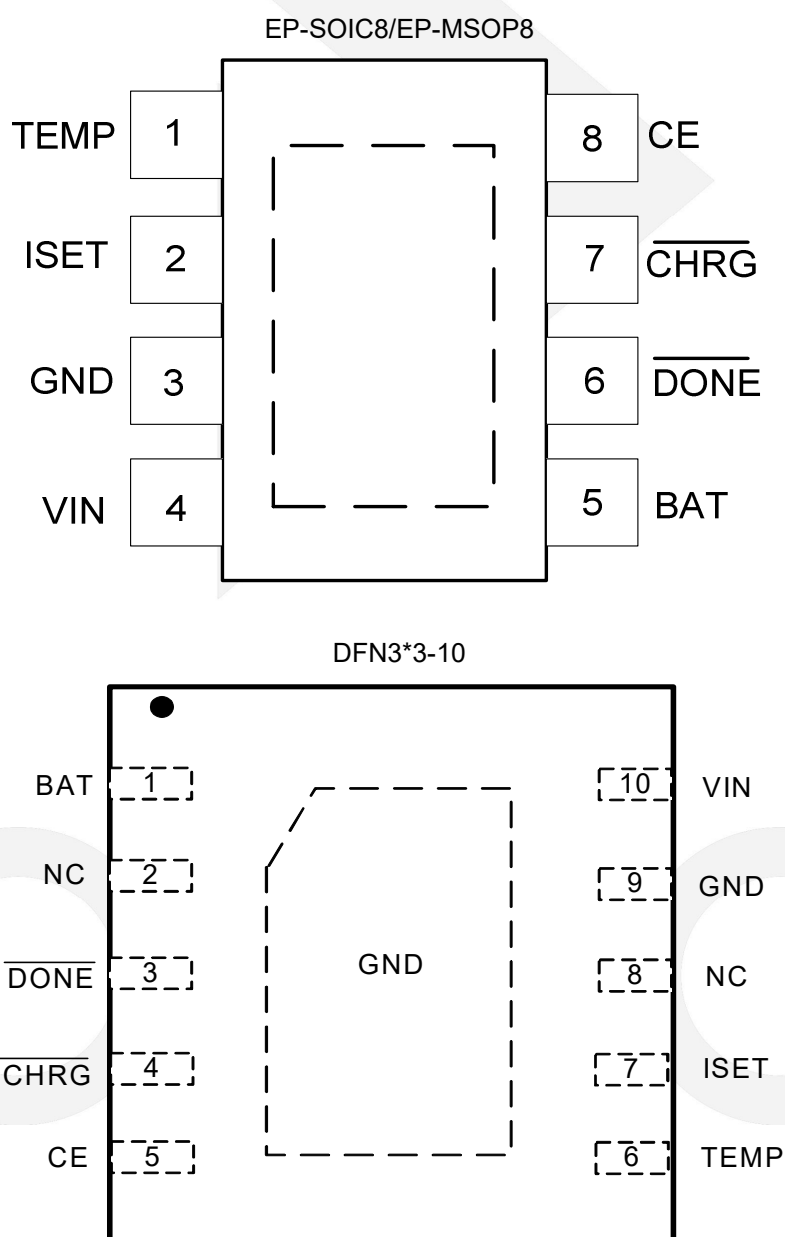 EP-SOIC8/EP-MSOP8
TEMP 1 8 CE
ISET 2 7 CHRG
GND 3 6 DONE
VIN 4 5 BAT
DFN3*3-10
BAT 1 10 VIN
NC 2 9 GND
DONE 3 GND 8 NC
CHRG 4 7 ISET
CE 5 6 TEMP